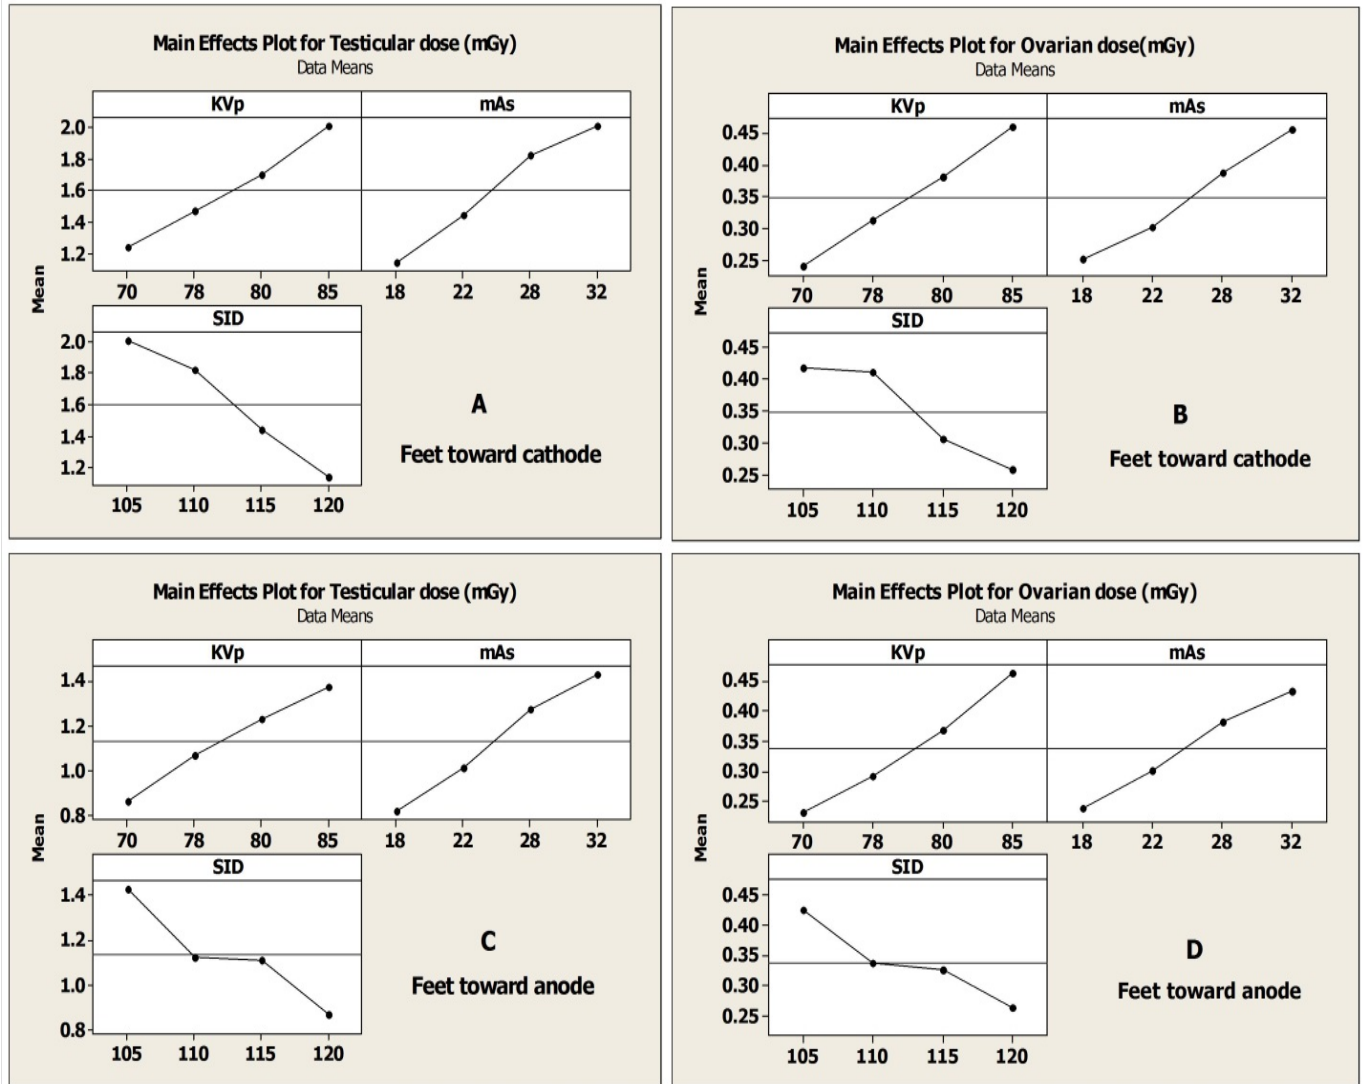 Main Effects Plot for Testicular dose (mGy)
Data Means
KVp mAs
2.0
1.8
1.6
1.4
1.2
70 78 80 85 18 22 28 32
Mean
SID
2.0
1.8
1.6
1.4
1.2
105 110 115 120
A
Feet toward cathode
Main Effects Plot for Ovarian dose(mGy)
Data Means
KVp mAs
0.45
0.40
0.35
0.30
0.25
70 78 80 85 18 22 28 32
Mean
SID
0.45
0.40
0.35
0.30
0.25
105 110 115 120
B
Feet toward cathode
Main Effects Plot for Testicular dose (mGy)
Data Means
KVp mAs
1.4
1.2
1.0
0.8
70 78 80 85 18 22 28 32
Mean
SID
1.4
1.2
1.0
0.8
105 110 115 120
C
Feet toward anode
Main Effects Plot for Ovarian dose (mGy)
Data Means
KVp mAs
0.45
0.40
0.35
0.30
0.25
70 78 80 85 18 22 28 32
Mean
SID
0.45
0.40
0.35
0.30
0.25
105 110 115 120
D
Feet toward anode